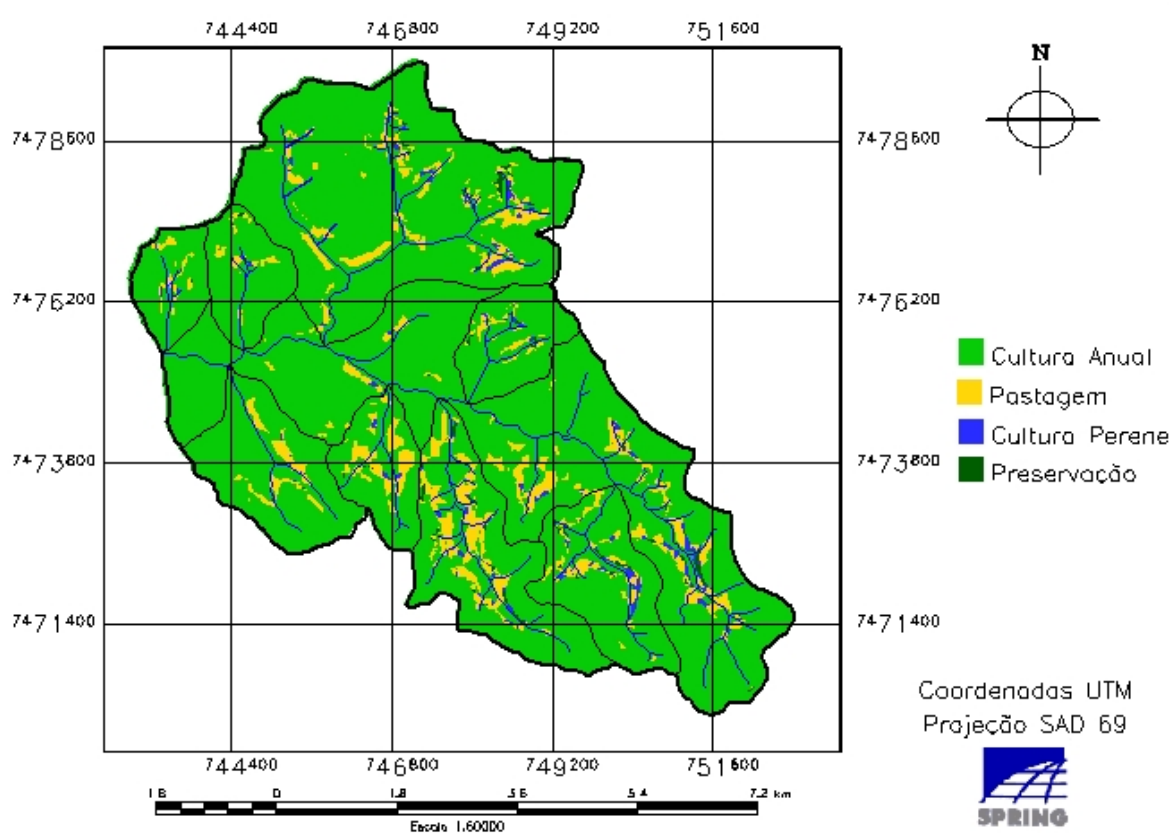 744400 746800 749200 751600
N
7478600 7478600
7476200 7476200
Cultura Anual
Pastagem
Cultura Perene
Preservação
7473800 7473800
7471400 7471400
Coordenadas UTM
Projeção SAD 69
744400 746800 749200 751600
SPRING
1.8 0 1.8 3.6 5.4 7.2 km
Escala 1:60000